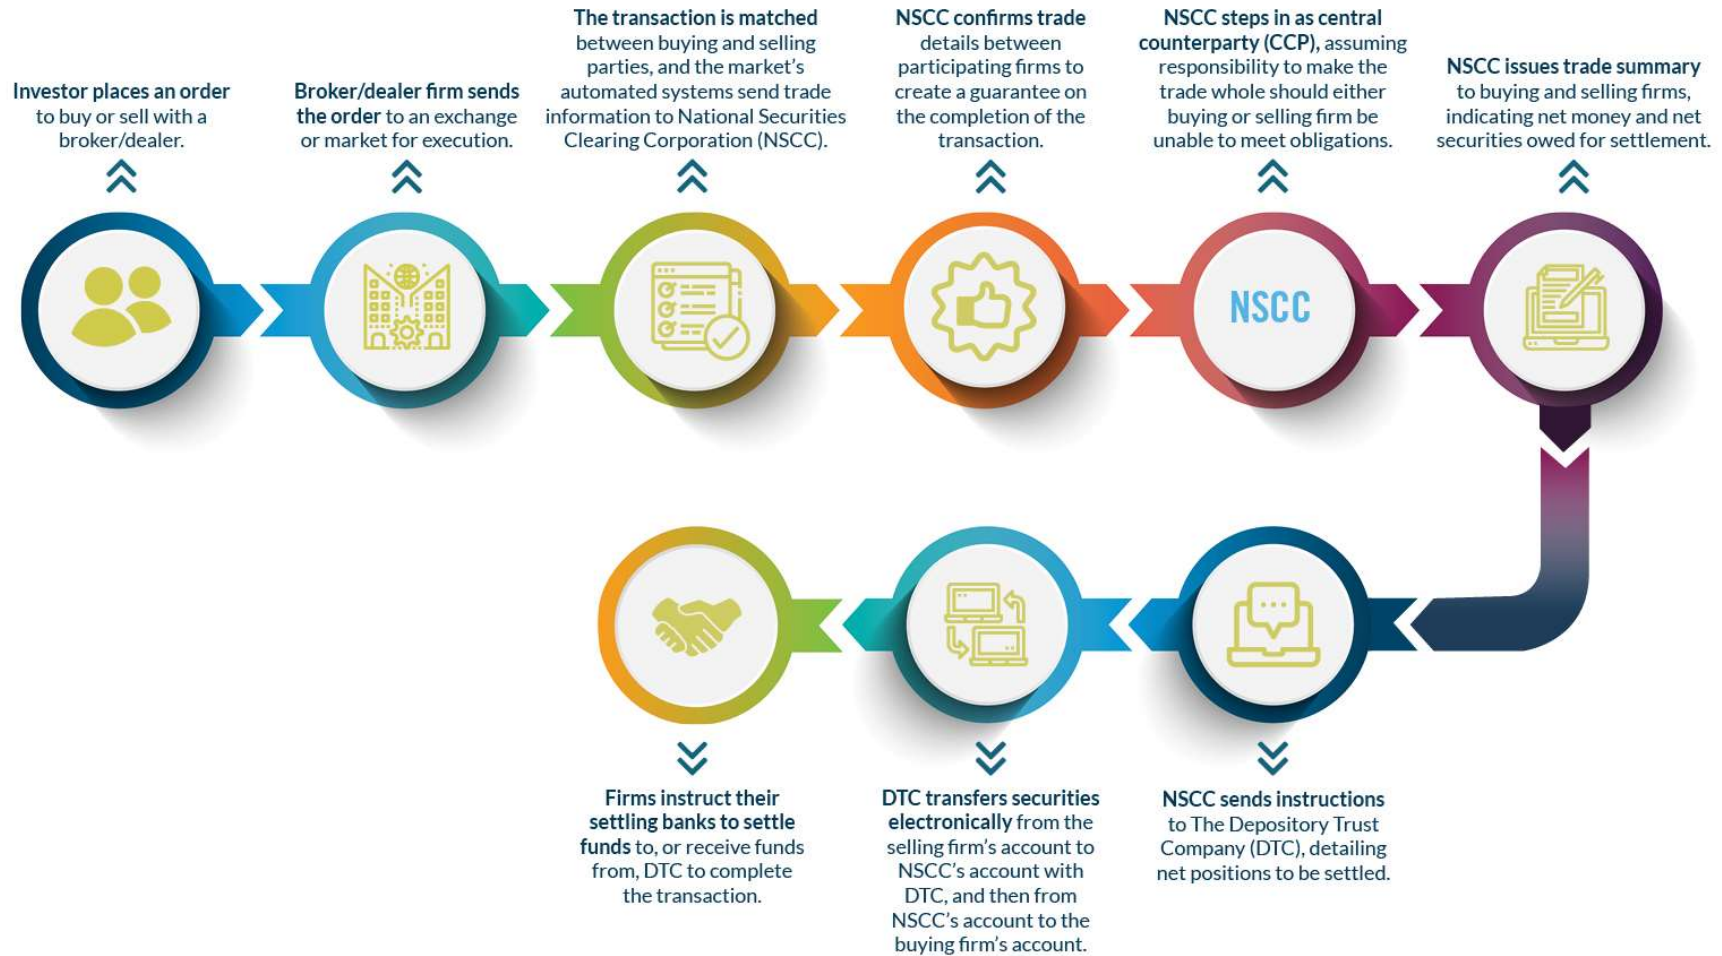 Investor places an order
to buy or sell with a
broker/dealer.
Broker/dealer firm sends
the order to an exchange
or market for execution.
The transaction is matched
between buying and selling
parties, and the market's
automated systems send trade
information to National Securities
Clearing Corporation (NSCC).
NSCC confirms trade
details between
participating firms to
create a guarantee on
the completion of the
transaction.
NSCC steps in as central
counterparty (CCP), assuming
responsibility to make the
trade whole should either
buying or selling firm be
unable to meet obligations.
NSCC issues trade summary
to buying and selling firms,
indicating net money and net
securities owed for settlement.
NSCC
NSCC sends instructions
to The Depository Trust
Company (DTC), detailing
net positions to be settled.
DTC transfers securities
electronically from the
selling firm's account to
NSCC's account with
DTC, and then from
NSCC's account to the
buying firm's account.
Firms instruct their
settling banks to settle
funds to, or receive funds
from, DTC to complete
the transaction.